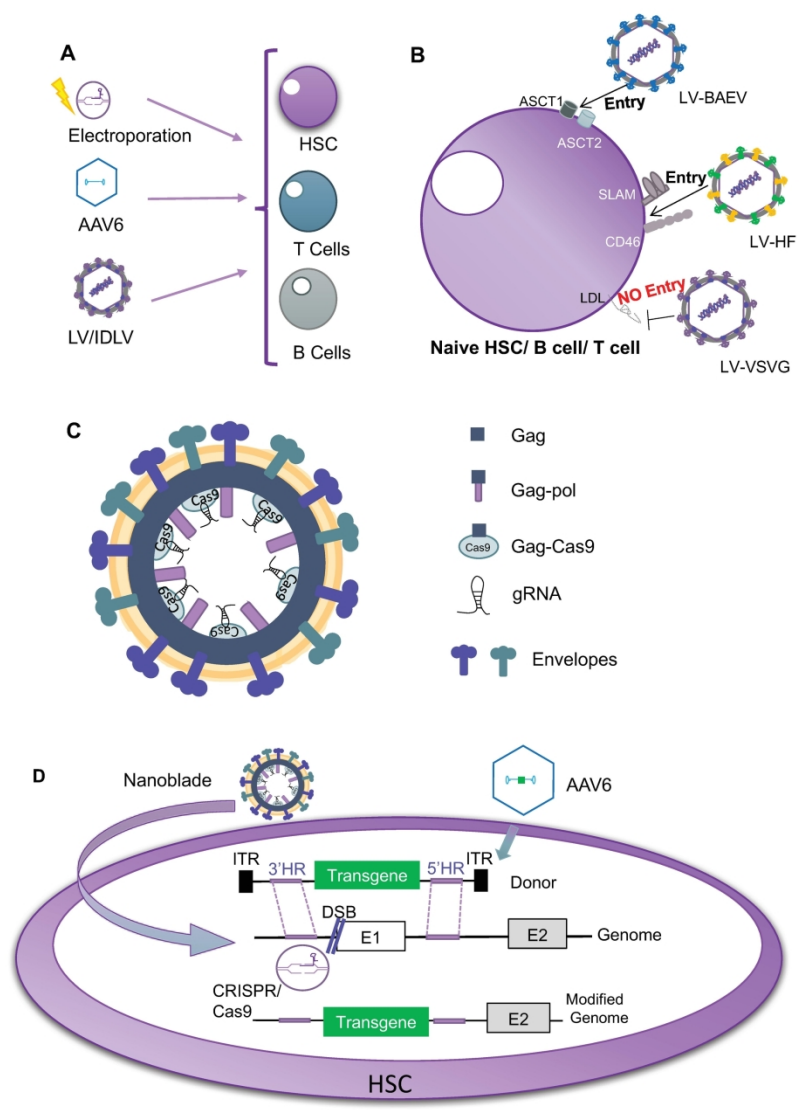 A
Electroporation
AAV6
LV/IDLV
HSC
T Cells
B Cells
B
ASCT1
Entry
LV-BAEV
ASCT2
SLAM
Entry
CD46
LV-HF
LDL
NO Entry
Naive HSC/ B cell/ T cell
LV-VSVG
C
Cas9
Cas9
Cas9
Cas9
Cas9
Cas9
Gag
Gag-pol
Cas9
Gag-Cas9
gRNA
Envelopes
D
Nanoblade
AAV6
ITR
3'HR
Transgene
5'HR
ITR
Donor
DSB
E1
E2
Genome
CRISPR/
Cas9
Transgene
E2
Modified
Genome
HSC